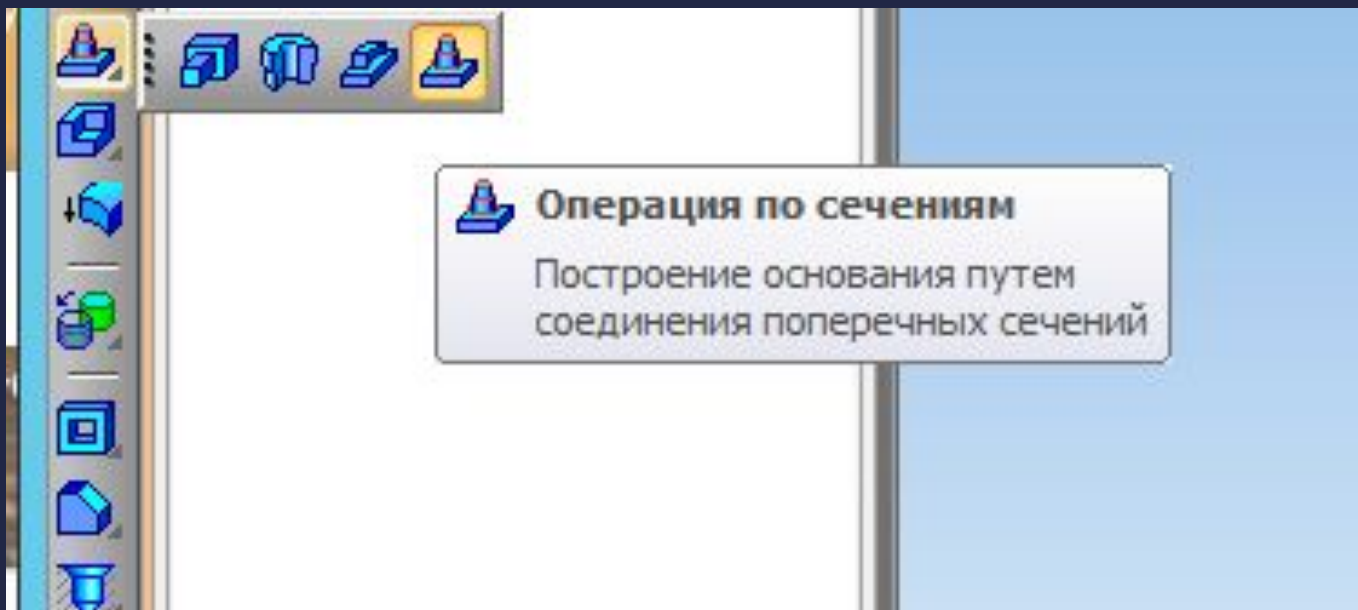 Операция по сечениям
Построение основания путем
соединения поперечных сечений